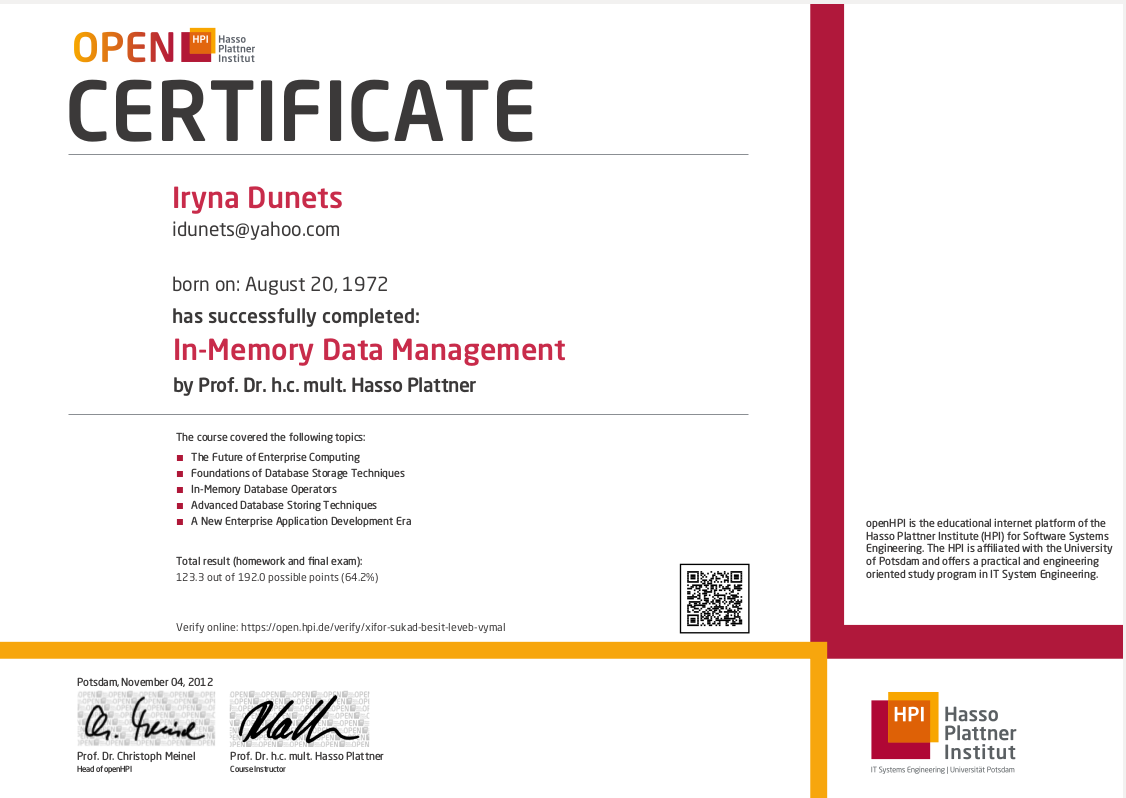 OPEN HPI Hasso
Plattner
Institut
CERTIFICATE
Iryna Dunets
idunets@yahoo.com
born on: August 20, 1972
has successfully completed:
In-Memory Data Management
by Prof. Dr. h.c. mult. Hasso Plattner
The course covered the following topics:
The Future of Enterprise Computing
Foundations of Database Storage Techniques
In-Memory Database Operators
Advanced Database Storing Techniques
A New Enterprise Application Development Era
Total result (homework and final exam):
123.3 out of 192.0 possible points (64.2%)
Verify online: https://open.hpi.de/verify/xifor-sukad-besit-leveb-vymal
openHPI is the educational internet platform of the
Hasso Plattner Institute (HPI) for Software Systems
Engineering. The HPI is affiliated with the University
of Potsdam and offers a practical and engineering
oriented study program in IT System Engineering.
Potsdam, November 04, 2012
Prof. Dr. Christoph Meinel
Head of openHPI
Prof. Dr. h.c. mult. Hasso Plattner
Course Instructor
HPI Hasso
Plattner
Institut
IT Systems Engineering | Universität Potsdam